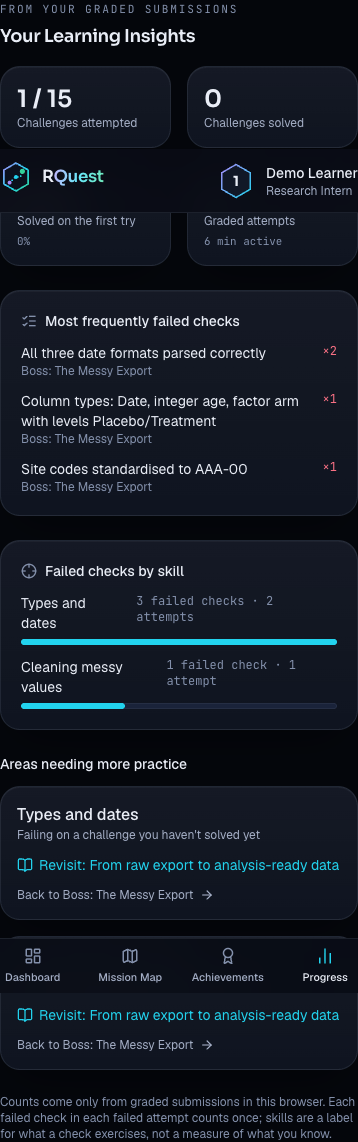 FROM YOUR GRADED SUBMISSIONS
Your Learning Insights
1 / 15
Challenges attempted
0
Challenges solved
RQuest
1
Demo Learner
Research Intern
Solved on the first try
0%
Graded attempts
6 min active
Most frequently failed checks
All three date formats parsed correctly
×2
Boss: The Messy Export
Column types: Date, integer age, factor arm
with levels Placebo/Treatment
×1
Boss: The Messy Export
Site codes standardised to AAA-00
×1
Boss: The Messy Export
Failed checks by skill
Types and
dates
3 failed checks · 2
attempts
Cleaning messy
values
1 failed check · 1
attempt
Areas needing more practice
Types and dates
Failing on a challenge you haven't solved yet
Revisit: From raw export to analysis-ready data
Back to Boss: The Messy Export →
Dashboard
Mission Map
Achievements
Progress
Revisit: From raw export to analysis-ready data
Back to Boss: The Messy Export →
Counts come only from graded submissions in this browser. Each
failed check in each failed attempt counts once; skills are a label
for what a check exercises, not a measure of what you know.